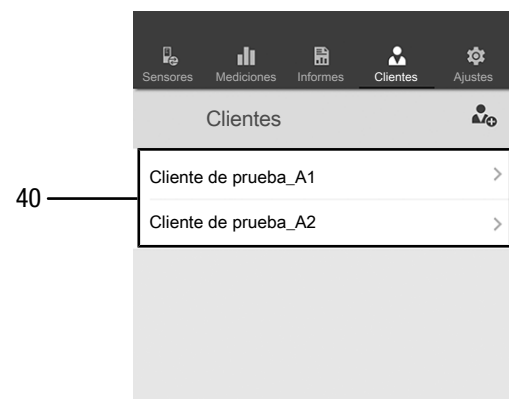 Sensores Mediciones Informes Clientes Ajustes
Clientes
Cliente de prueba_A1
40
Cliente de prueba_A2